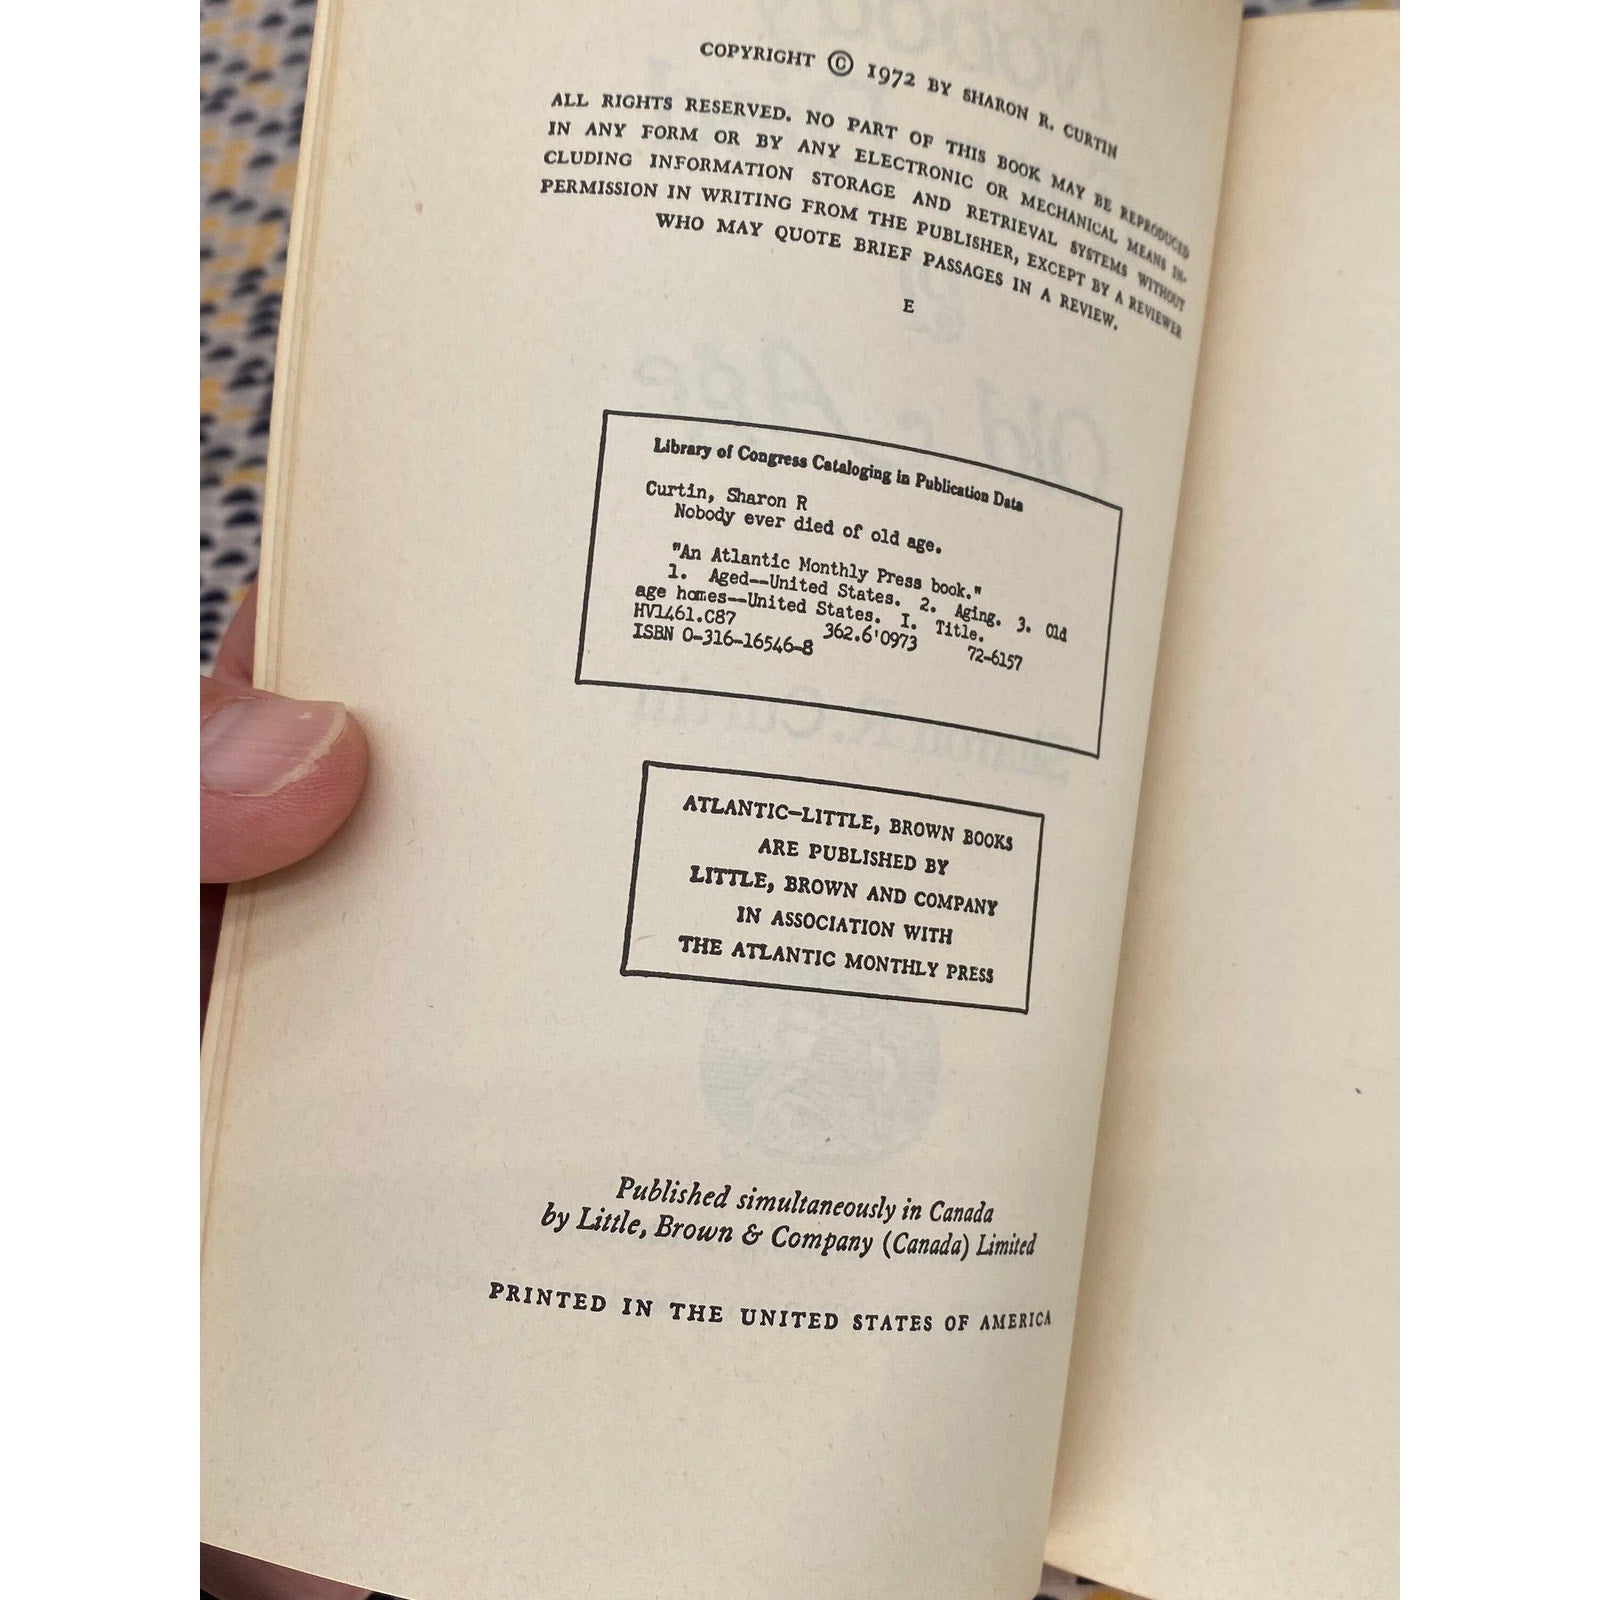 COPYRIGHT © 1972 BY SHARON R. CURTIN
ALL RIGHTS RESERVED. NO PART OF THIS BOOK MAY BE REPRODUCED
IN ANY FORM OR BY ANY ELECTRONIC OR MECHANICAL MEANS IN-
CLUDING INFORMATION STORAGE AND RETRIEVAL SYSTEMS WITHOUT
PERMISSION IN WRITING FROM THE PUBLISHER, EXCEPT BY A REVIEWER
WHO MAY QUOTE BRIEF PASSAGES IN A REVIEW.
E
Library of Congress Cataloging in Publication Data
Curtin, Sharon R
Nobody ever died of old age.
"An Atlantic Monthly Press book."
1. Aged--United States. 2. Aging. 3. Old
age homes--United States. I. Title.
HV1461.C87 362.6'0973 72-6157
ISBN 0-316-16546-8
ATLANTIC–LITTLE, BROWN BOOKS
ARE PUBLISHED BY
LITTLE, BROWN AND COMPANY
IN ASSOCIATION WITH
THE ATLANTIC MONTHLY PRESS
Published simultaneously in Canada
by Little, Brown & Company (Canada) Limited
PRINTED IN THE UNITED STATES OF AMERICA